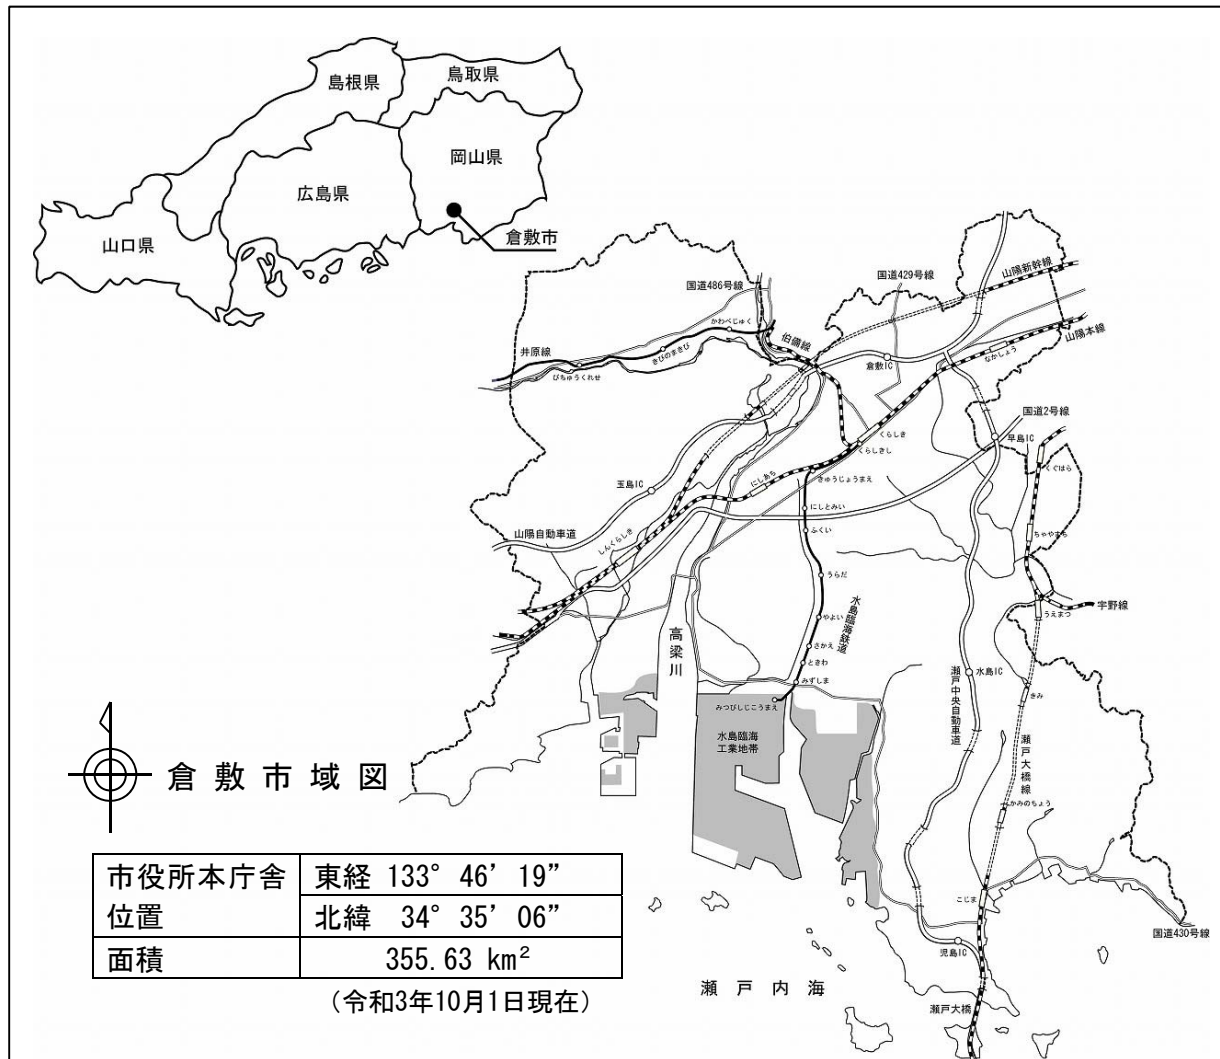 島根県
鳥取県
岡山県
広島県
山口県
倉敷市
国道429号線
山陽新幹線
国道486号線
かわべじゅく
伯備線
山陽本線
井原線
きびのまきび
びちゅうくれせ
倉敷IC
なかしょう
国道2号線
くらしき
早島IC
くらしきし
くぐはら
きゅうじょうまえ
にしあち
玉島IC
にしとみい
ふくい
山陽自動車道
しんくらしき
ちゃやまち
うらだ
宇野線
うえまつ
やよい
水島臨海鉄道
高梁川
さかえ
ときわ
みずしま
水島IC
瀬戸中央自動車道
きみ
みつびしじこうまえ
水島臨海
工業地帯
瀬戸大橋線
倉敷市域図
かみのちょう
市役所本庁舎
位置
東経 133° 46’ 19”
北緯 34° 35’ 06”
面積
355.63 km²
(令和3年10月1日現在)
こじま
国道430号線
児島IC
瀬戸内海
瀬戸大橋